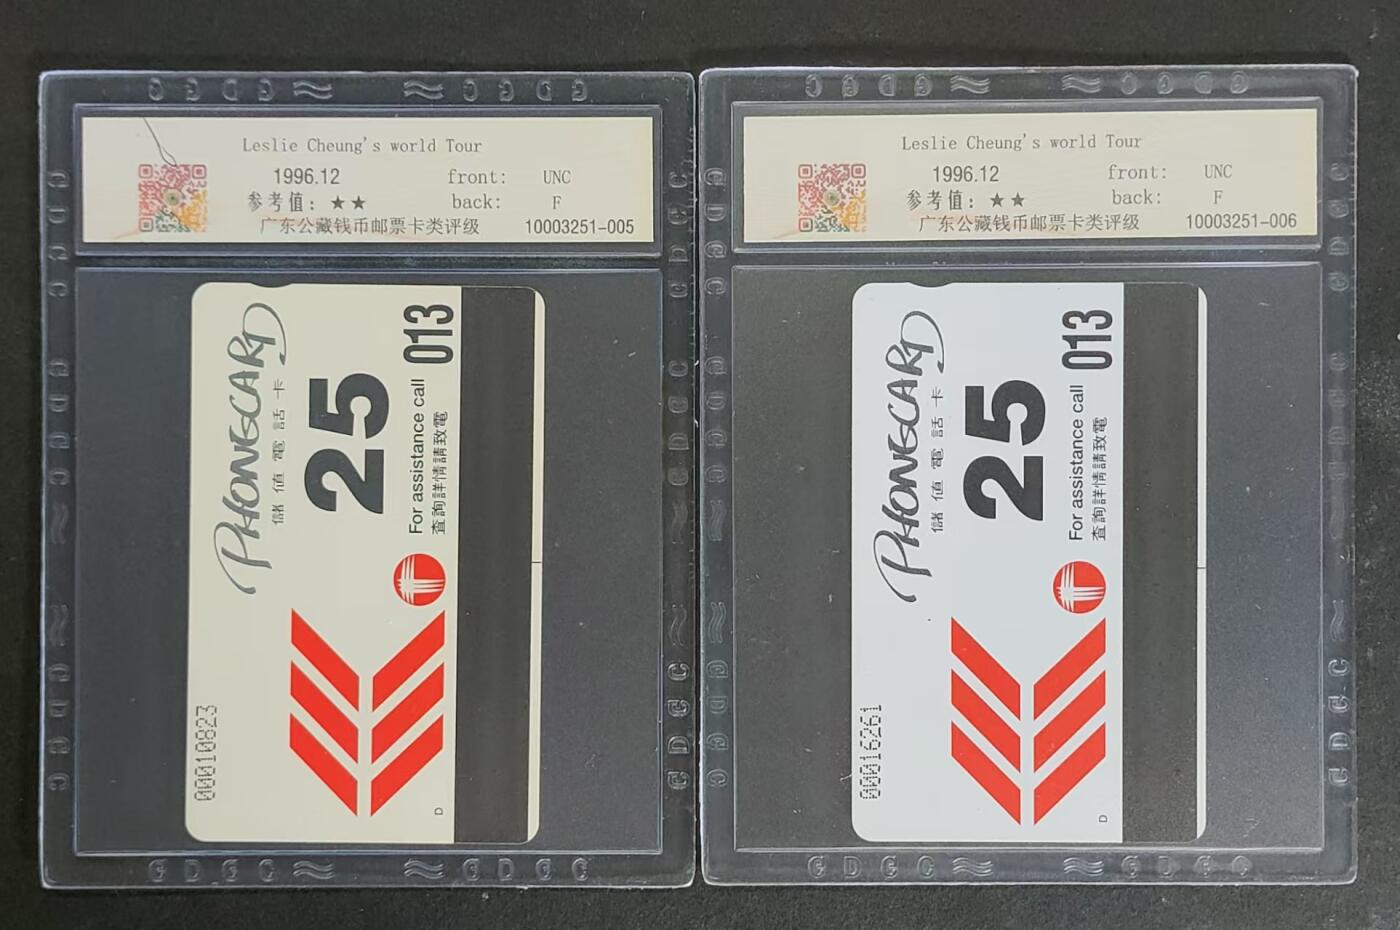 Leslie Cheung's world Tour
1996.12 front: UNC
参考值：★★ back: F
广东公藏钱币邮票卡类评级 10003251-005
PHONECARD
儲值電話卡
25
For assistance call 013
查詢詳情請致電
00010823
D
Leslie Cheung's world Tour
1996.12 front: UNC
参考值：★★ back: F
广东公藏钱币邮票卡类评级 10003251-006
PHONECARD
儲值電話卡
25
For assistance call 013
查詢詳情請致電
00016261
D